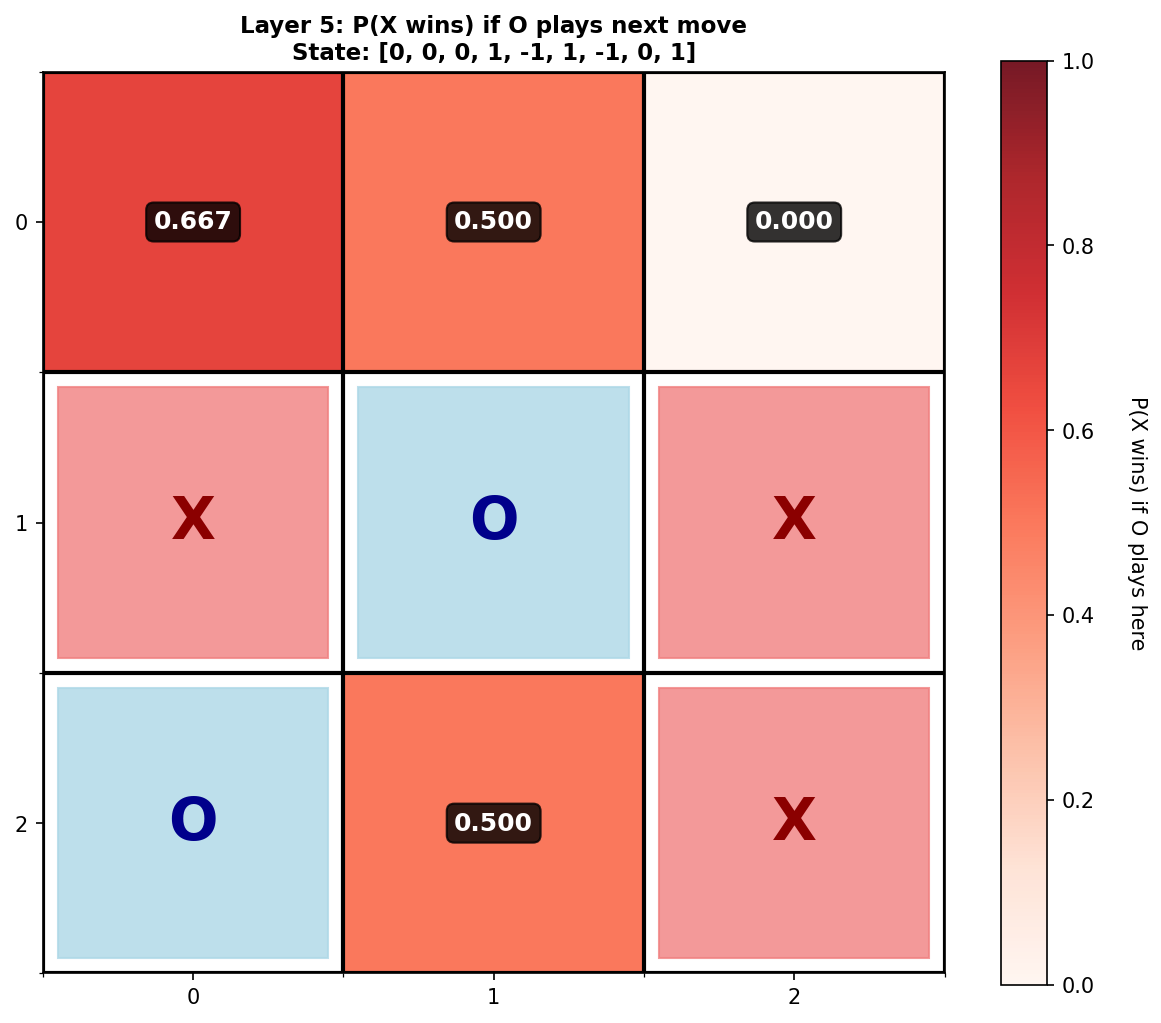 Layer 5: P(X wins) if O plays next move
State: [0, 0, 0, 1, -1, 1, -1, 0, 1]
0.667 0.500 0.000
X O X
O 0.500 X
0
1
2
0 1 2
1.0
0.8
0.6
0.4
0.2
0.0
P(X wins) if O plays here